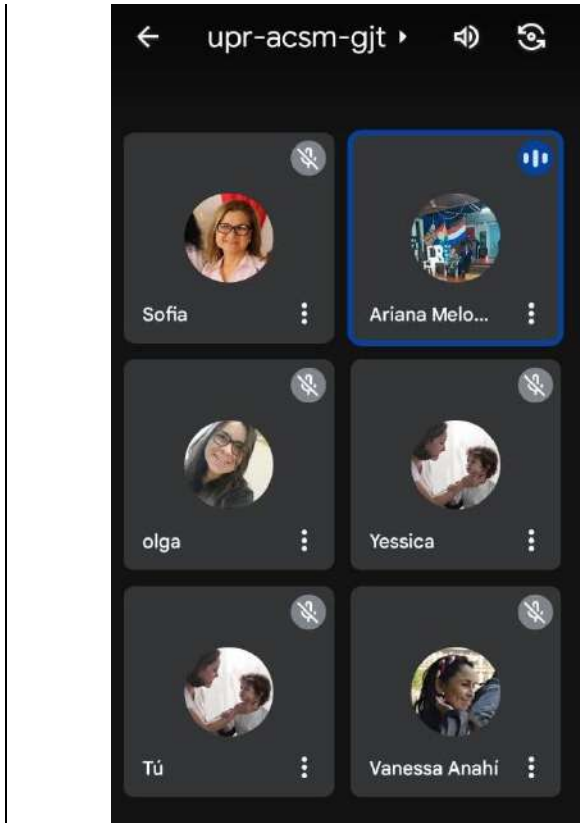 upr-acsm-gjt
Sofia
Ariana Melo...
olga
Yessica
Tú
Vanessa Anahí